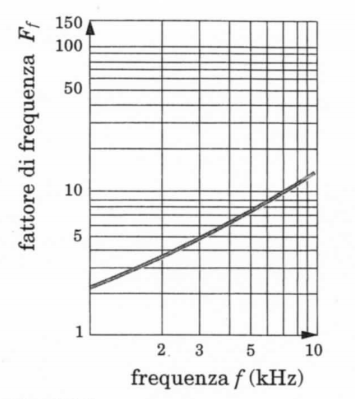 fattore di frequenza F_f
150
100
50
10
5
1
2 3 5 10
frequenza f (kHz)